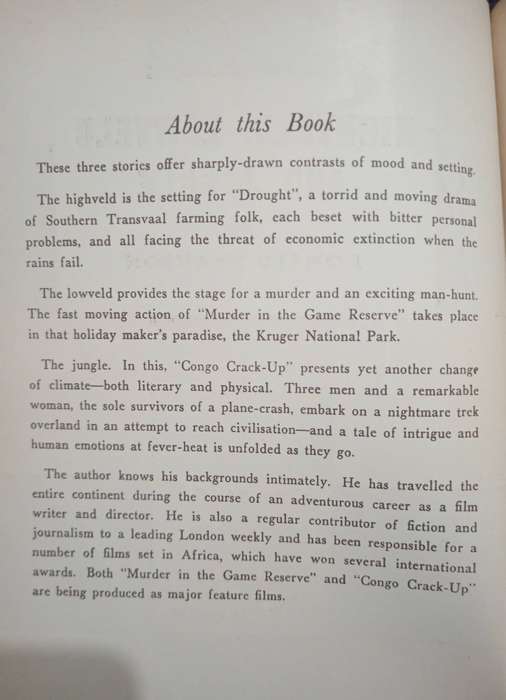 About this Book
These three stories offer sharply-drawn contrasts of mood and setting.
The highveld is the setting for "Drought", a torrid and moving drama
of Southern Transvaal farming folk, each beset with bitter personal
problems, and all facing the threat of economic extinction when the
rains fail.
The lowveld provides the stage for a murder and an exciting man-hunt.
The fast moving action of "Murder in the Game Reserve" takes place
in that holiday maker's paradise, the Kruger National Park.
The jungle. In this, "Congo Crack-Up" presents yet another change
of climate—both literary and physical. Three men and a remarkable
woman, the sole survivors of a plane-crash, embark on a nightmare trek
overland in an attempt to reach civilisation—and a tale of intrigue and
human emotions at fever-heat is unfolded as they go.
The author knows his backgrounds intimately. He has travelled the
entire continent during the course of an adventurous career as a film
writer and director. He is also a regular contributor of fiction and
journalism to a leading London weekly and has been responsible for a
number of films set in Africa, which have won several international
awards. Both "Murder in the Game Reserve" and "Congo Crack-Up"
are being produced as major feature films.